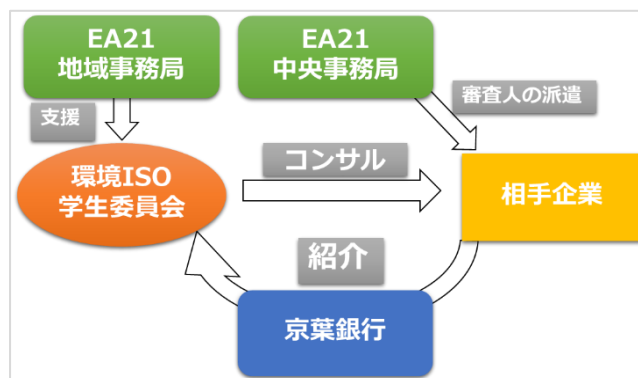 EA21
地域事務局
EA21
中央事務局
支援
審査人の派遣
環境ISO
学生委員会
コンサル
相手企業
紹介
京葉銀行